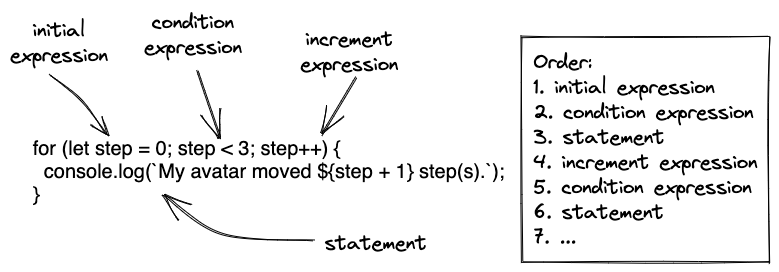 initial
expression
condition
expression
increment
expression
for (let step = 0; step < 3; step++) {
console.log(`My avatar moved ${step + 1} step(s).`);
}
statement
Order:
1. initial expression
2. condition expression
3. statement
4. increment expression
5. condition expression
6. statement
7. ...